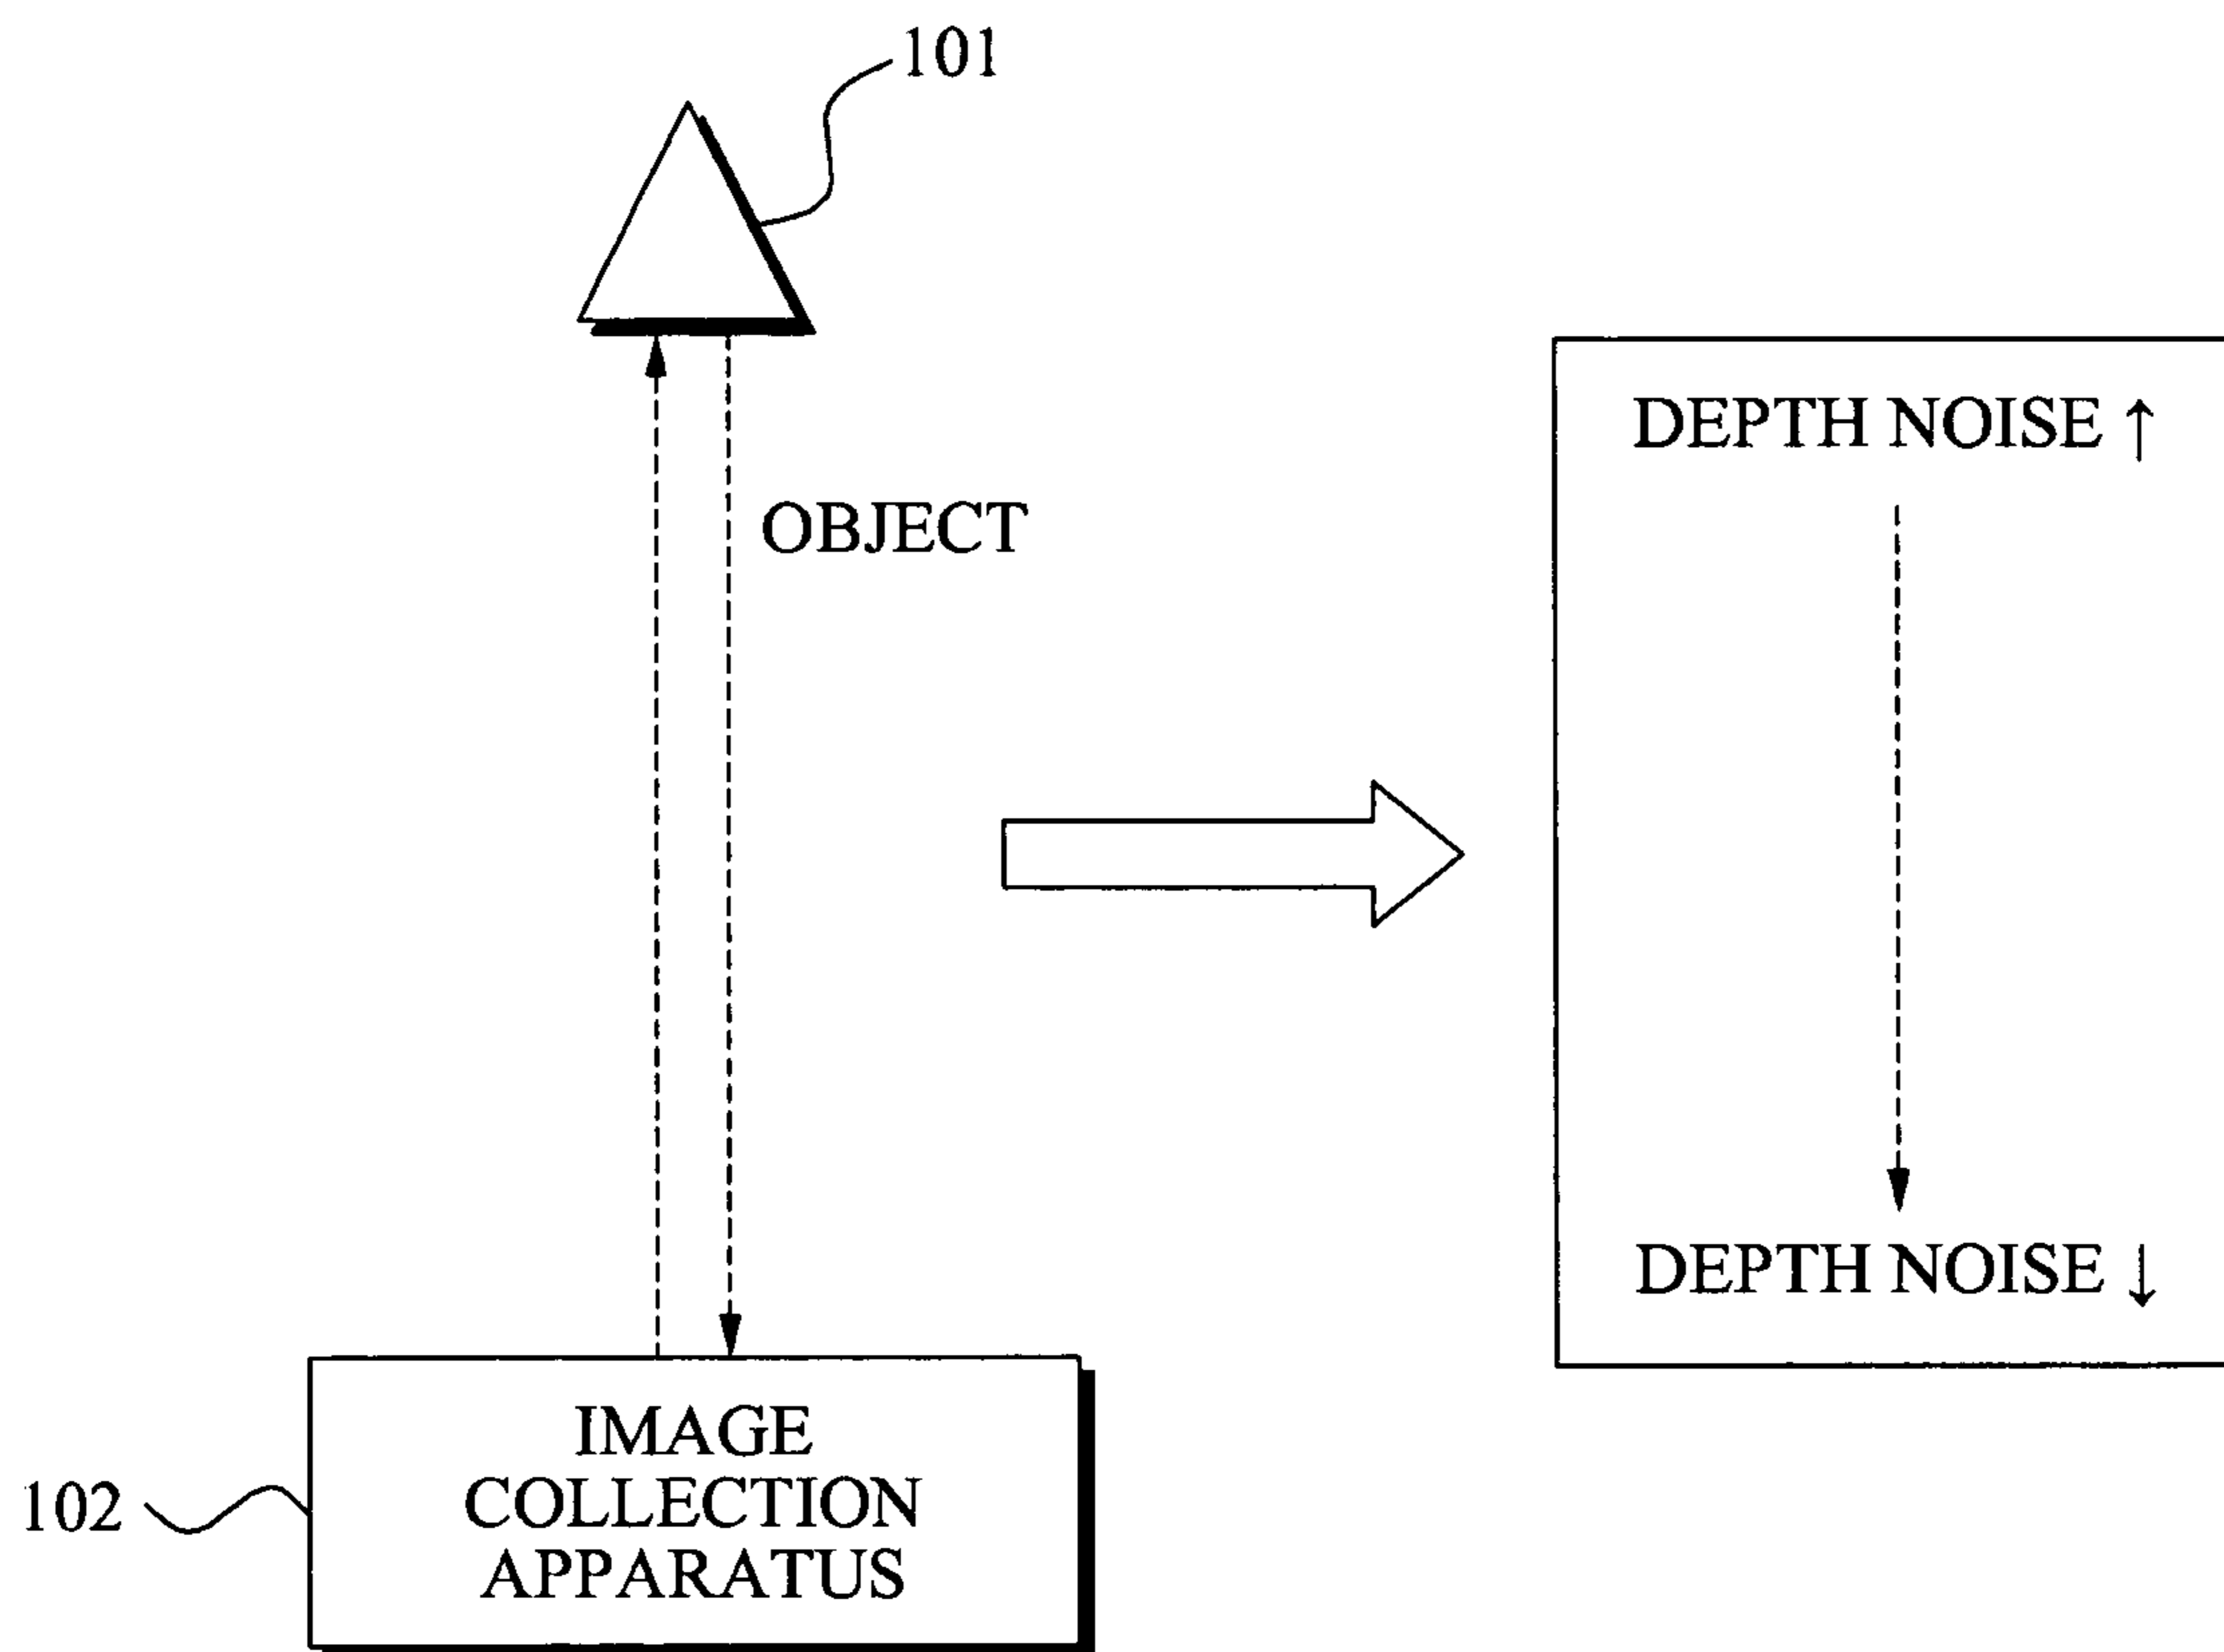 101
OBJECT
DEPTH NOISE ↑
DEPTH NOISE ↓
IMAGE
COLLECTION
APPARATUS
102